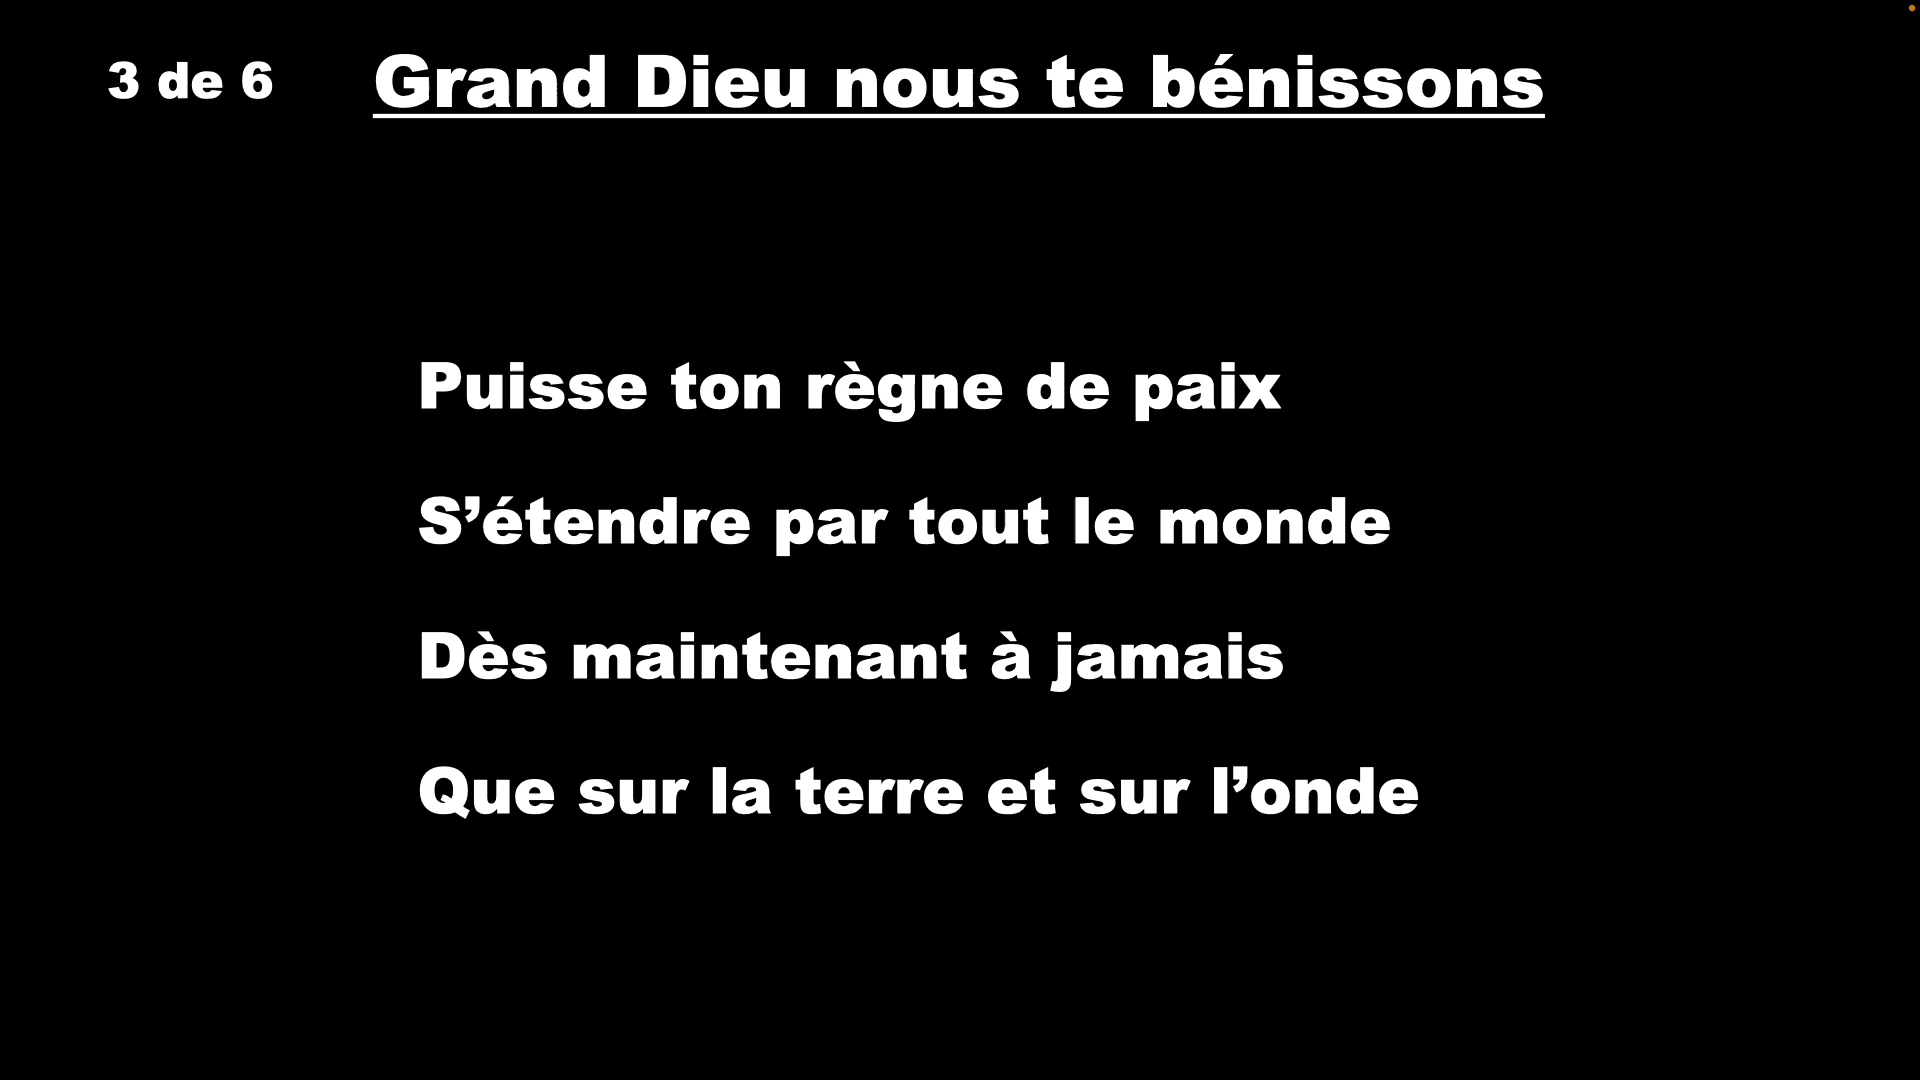 3 de 6
Grand Dieu nous te bénissons
Puisse ton règne de paix
S’étendre par tout le monde
Dès maintenant à jamais
Que sur la terre et sur l’onde